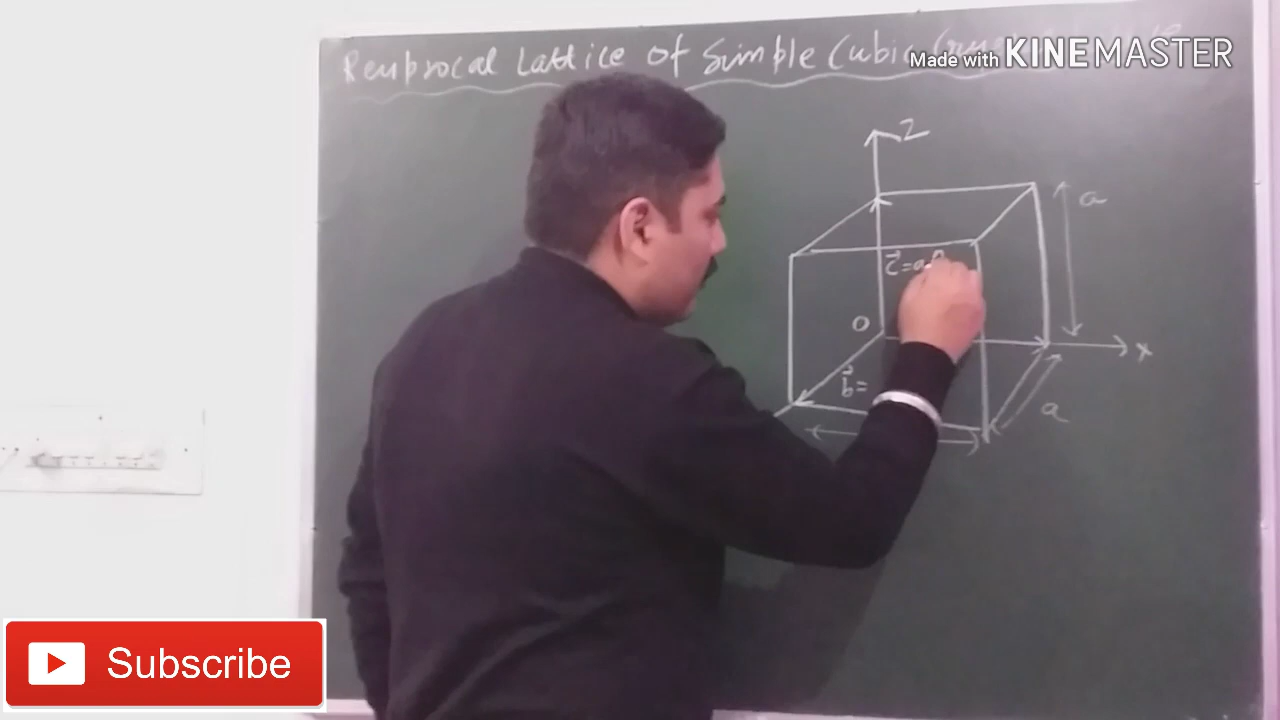 Reciprocal Lattice of Simple Cubic
Made with KINEMASTER
Z
a
c⃗ = a
O
x
b⃗ =
a
Subscribe